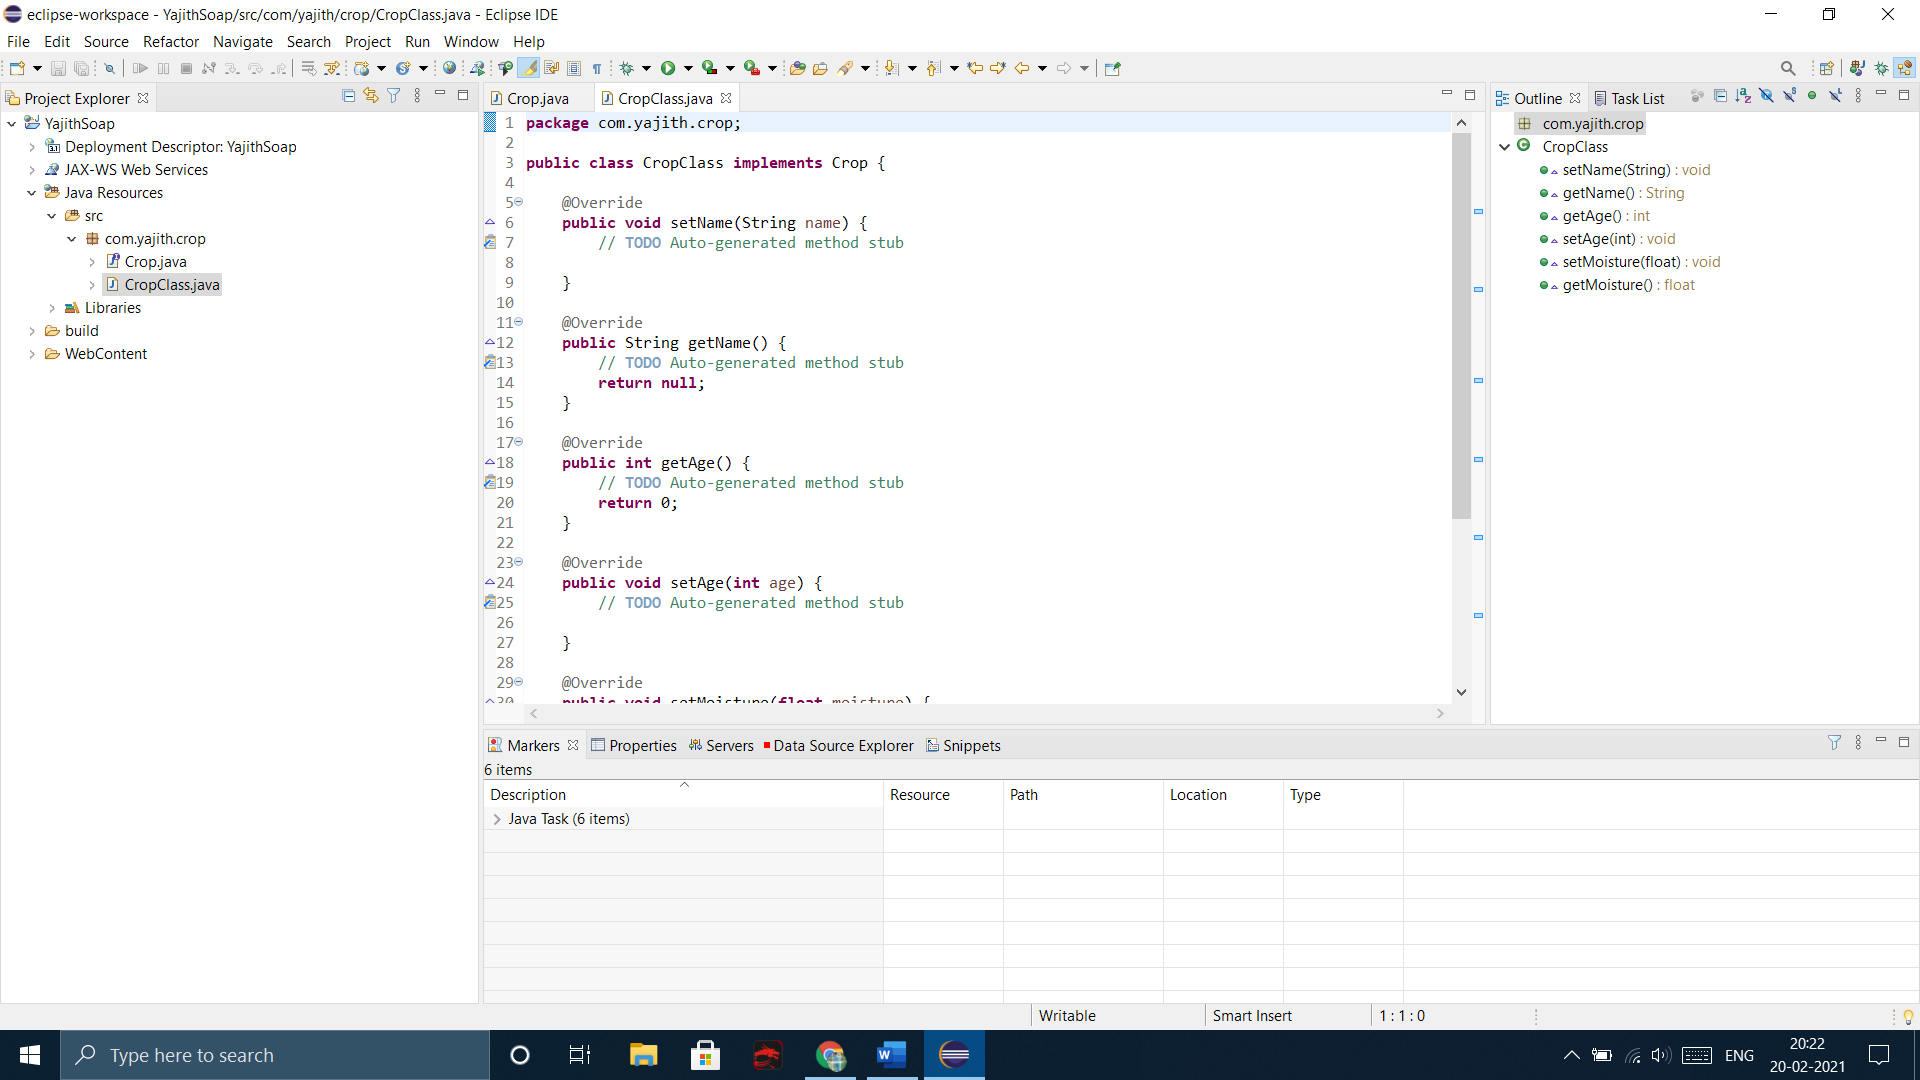 eclipse-workspace - YajithSoap/src/com/yajith/crop/CropClass.java - Eclipse IDE
File Edit Source Refactor Navigate Search Project Run Window Help
Project Explorer
YajithSoap
Deployment Descriptor: YajithSoap
JAX-WS Web Services
Java Resources
src
com.yajith.crop
Crop.java
CropClass.java
Libraries
build
WebContent
Crop.java CropClass.java
1 package com.yajith.crop;
2
3 public class CropClass implements Crop {
4
5 @Override
6 public void setName(String name) {
7 // TODO Auto-generated method stub
8
9 }
10
11 @Override
12 public String getName() {
13 // TODO Auto-generated method stub
14 return null;
15 }
16
17 @Override
18 public int getAge() {
19 // TODO Auto-generated method stub
20 return 0;
21 }
22
23 @Override
24 public void setAge(int age) {
25 // TODO Auto-generated method stub
26
27 }
28
29 @Override
30 public void setMoisture(float moisture) {
Outline Task List
com.yajith.crop
CropClass
setName(String) : void
getName() : String
getAge() : int
setAge(int) : void
setMoisture(float) : void
getMoisture() : float
Markers Properties Servers Data Source Explorer Snippets
6 items
Description Resource Path Location Type
Java Task (6 items)
Writable Smart Insert 1 : 1 : 0
Type here to search
ENG
20:22
20-02-2021